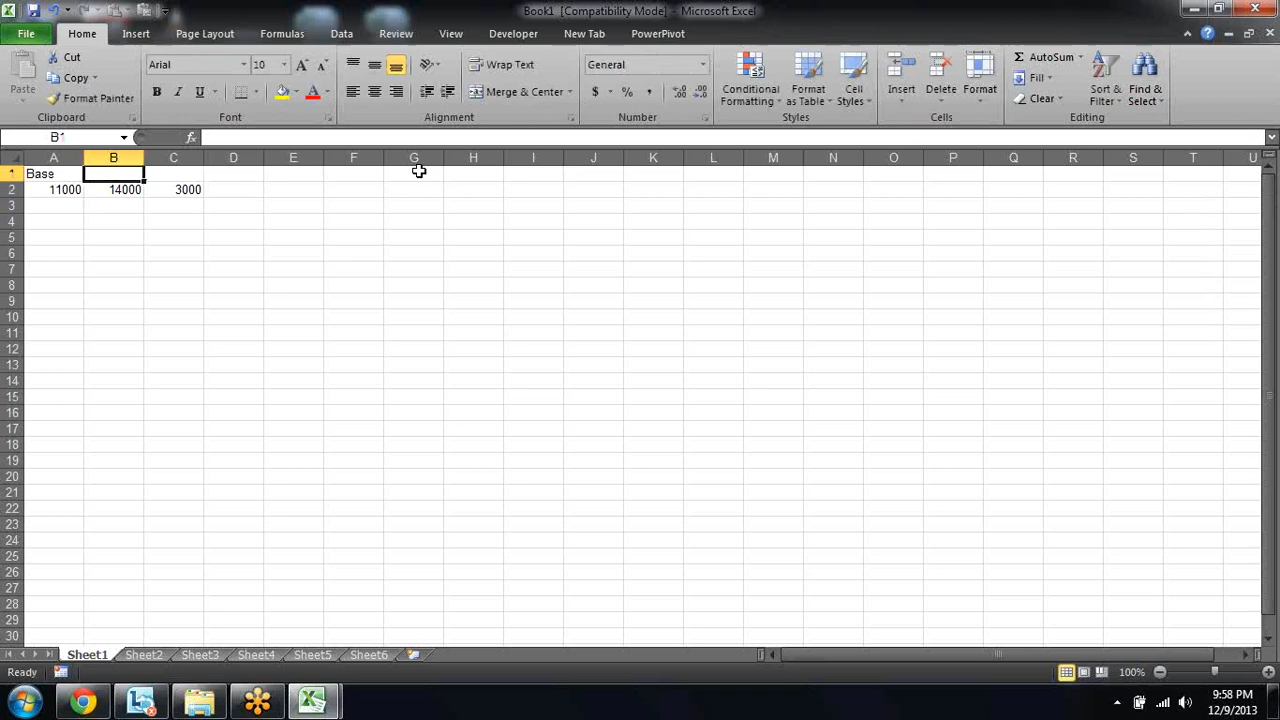 Book1 [Compatibility Mode] - Microsoft Excel
File Home Insert Page Layout Formulas Data Review View Developer New Tab PowerPivot
Paste
Cut
Copy
Format Painter
Clipboard
Arial 10
B I U A
Font
Wrap Text
Merge & Center
Alignment
General
$ % ,
Number
Conditional Formatting
Format as Table
Cell Styles
Styles
Insert
Delete
Format
Cells
Σ AutoSum
Fill
Clear
Sort & Filter
Find & Select
Editing
B1 fx
A B C D E F G H I J K L M N O P Q R S T U
1 Base
2 11000 14000 3000
3
4
5
6
7
8
9
10
11
12
13
14
15
16
17
18
19
20
21
22
23
24
25
26
27
28
29
30
Sheet1 Sheet2 Sheet3 Sheet4 Sheet5 Sheet6
Ready 100%
9:58 PM
12/9/2013